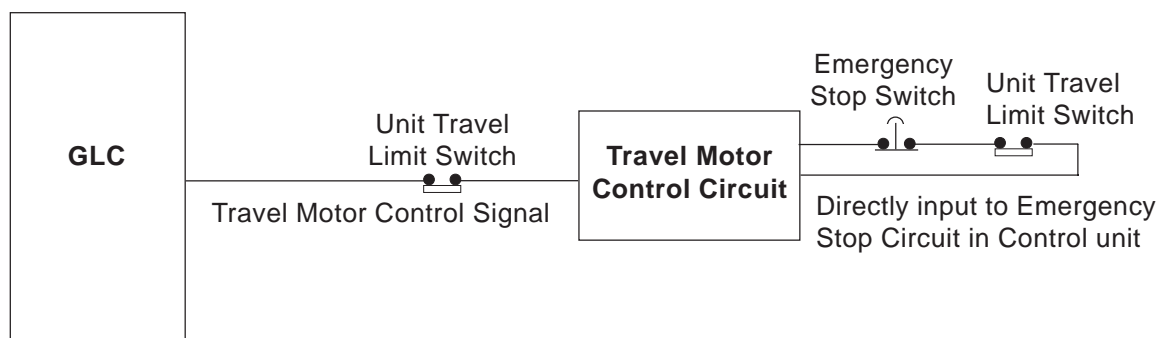 GLC
Unit Travel
Limit Switch
Travel Motor Control Signal
Travel Motor
Control Circuit
Emergency
Stop Switch
Unit Travel
Limit Switch
Directly input to Emergency
Stop Circuit in Control unit